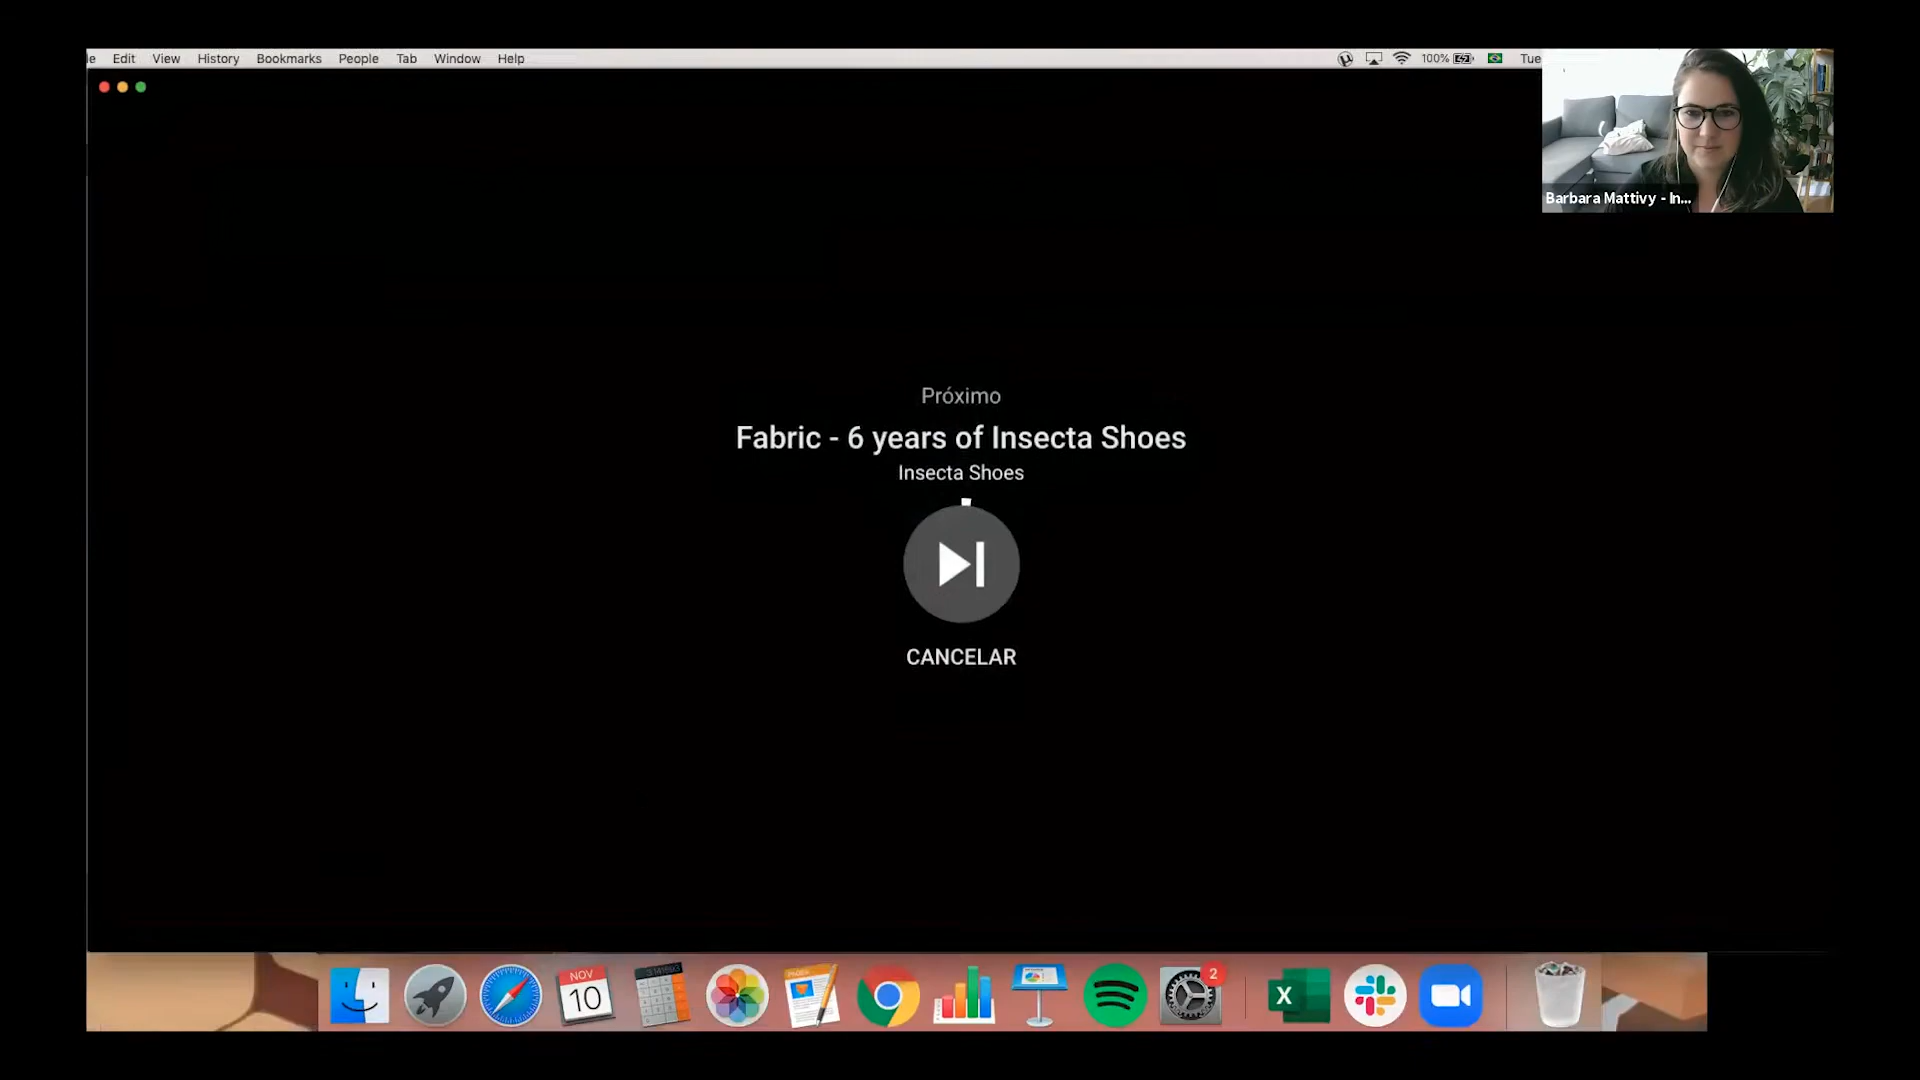 Edit View History Bookmarks People Tab Window Help
100%
Tue
Barbara Mattivy - In...
Próximo
Fabric - 6 years of Insecta Shoes
Insecta Shoes
CANCELAR
NOV
10
2
X